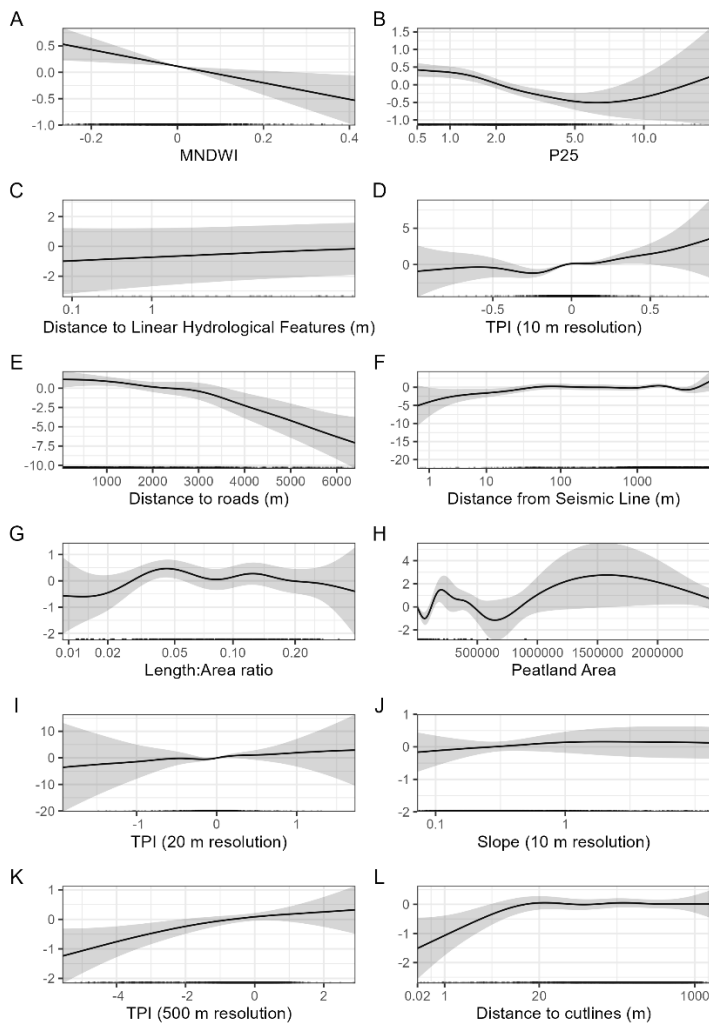 A
0.5
0.0
-0.5
-1.0
-0.2 0.0 0.2 0.4
MNDWI
B
1.5
1.0
0.5
0.0
-0.5
-1.0
0.5 1.0 2.0 5.0 10.0
P25
C
2
0
-2
0.1 1
Distance to Linear Hydrological Features (m)
D
5
0
-0.5 0 0.5
TPI (10 m resolution)
E
0.0
-2.5
-5.0
-7.5
-10.0
1000 2000 3000 4000 5000 6000
Distance to roads (m)
F
0
-5
-10
-15
-20
1 10 100 1000
Distance from Seismic Line (m)
G
1
0
-1
-2
0.01 0.02 0.05 0.10 0.20
Length:Area ratio
H
4
2
0
-2
500000 1000000 1500000 2000000
Peatland Area
I
10
0
-10
-20
-1 0 1
TPI (20 m resolution)
J
1
0
-1
-2
0.1 1
Slope (10 m resolution)
K
1
0
-1
-2
-4 -2 0 2
TPI (500 m resolution)
L
0
-1
-2
0.02 1 20 1000
Distance to cutlines (m)